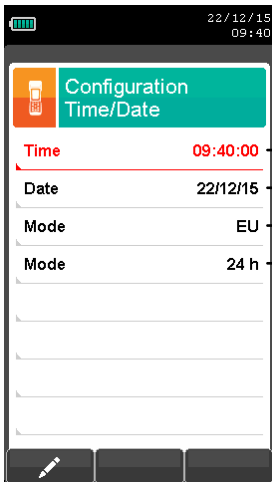 22/12/15
09:40
Configuration
Time/Date
Time 09:40:00
Date 22/12/15
Mode EU
Mode 24 h